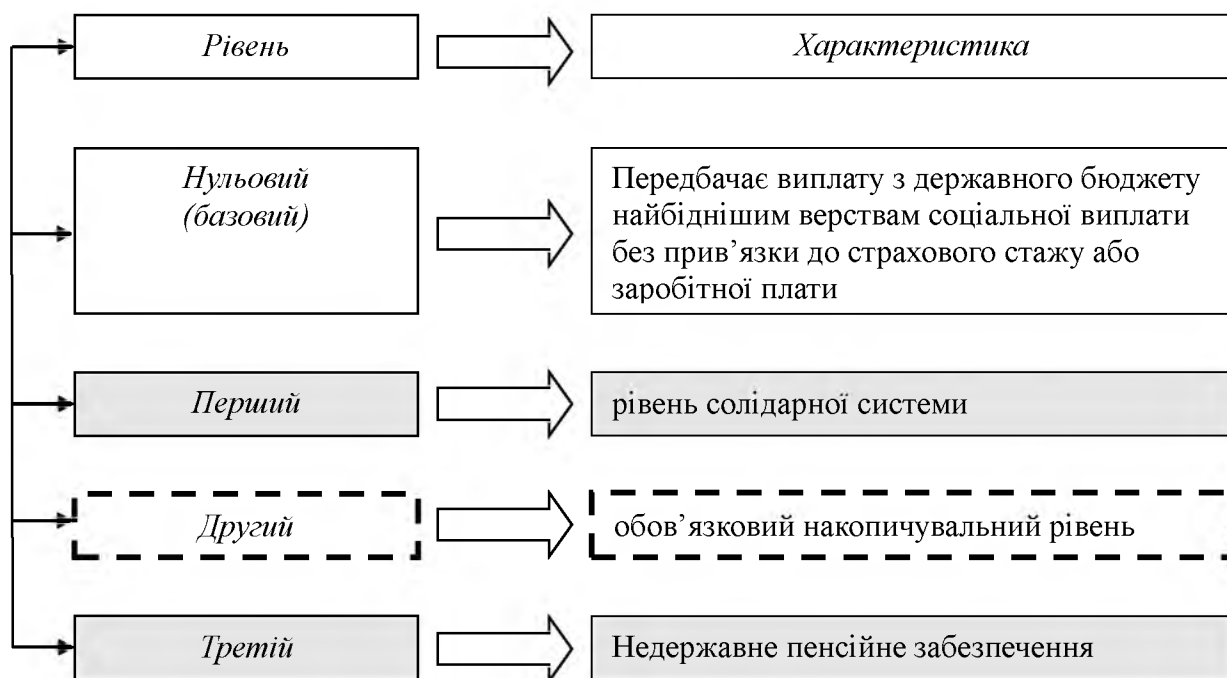 Рівень
Характеристика
Нульовий
(базовий)
Передбачає виплату з державного бюджету
найбіднішим верствам соціальної виплати
без прив’язки до страхового стажу або
заробітної плати
Перший
рівень солідарної системи
Другий
обов’язковий накопичувальний рівень
Третій
Недержавне пенсійне забезпечення